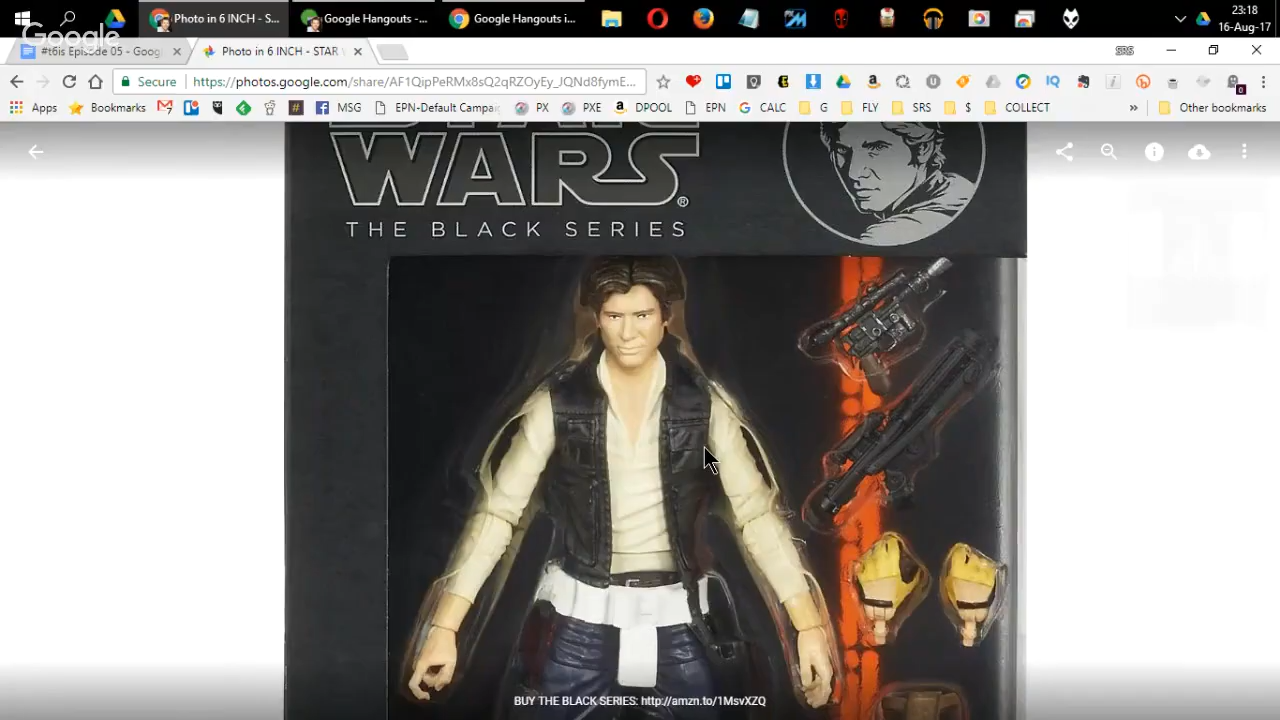 Photo in 6 INCH - S...
Google Hangouts -...
Google Hangouts i...
23:18
16-Aug-17
Google
#t6is Episode 05 - Goog
Photo in 6 INCH - STAR W
SRS
Secure
https://photos.google.com/share/AF1QipPeRMx8sQ2qRZOyEy_JQNd8fymE...
Apps
Bookmarks
MSG
EPN-Default Campai
PX
PXE
DPOOL
EPN
CALC
G
FLY
SRS
$
COLLECT
Other bookmarks
STAR
WARS®
THE BLACK SERIES
BUY THE BLACK SERIES: http://amzn.to/1MsvXZQ